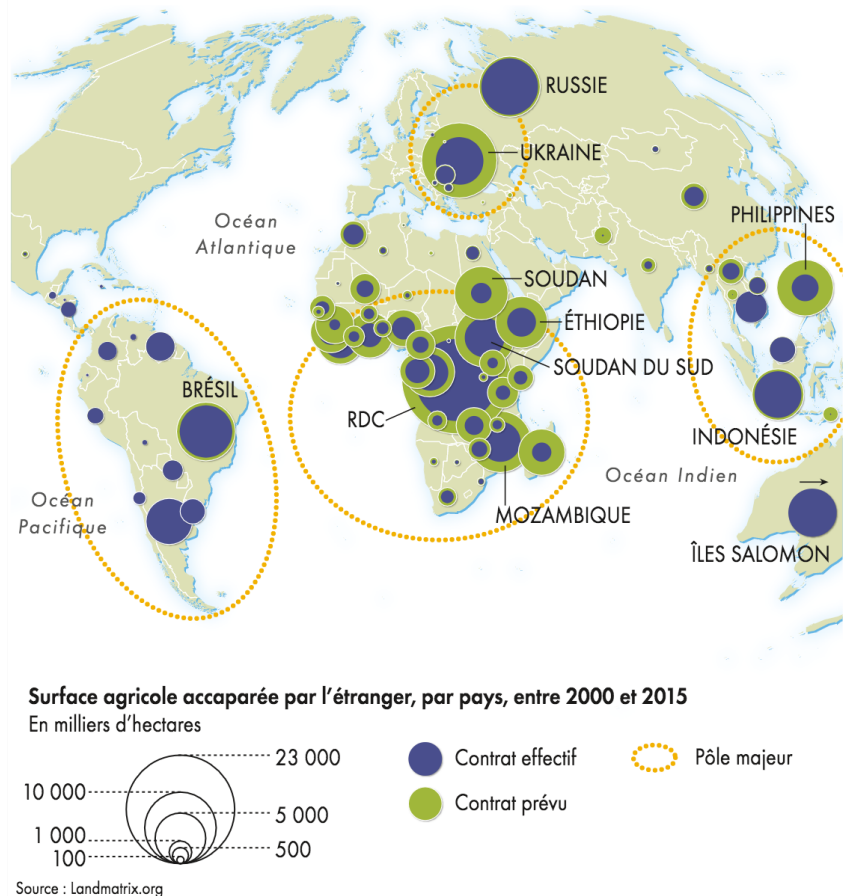 RUSSIE
UKRAINE
Océan
Atlantique
PHILIPPINES
SOUDAN
ÉTHIOPIE
SOUDAN DU SUD
BRÉSIL
RDC
INDONÉSIE
Océan Indien
Océan
Pacifique
MOZAMBIQUE
ÎLES SALOMON
Surface agricole accaparée par l'étranger, par pays, entre 2000 et 2015
En milliers d'hectares
23 000
10 000
5 000
1 000
500
100
Contrat effectif
Pôle majeur
Contrat prévu
Source : Landmatrix.org